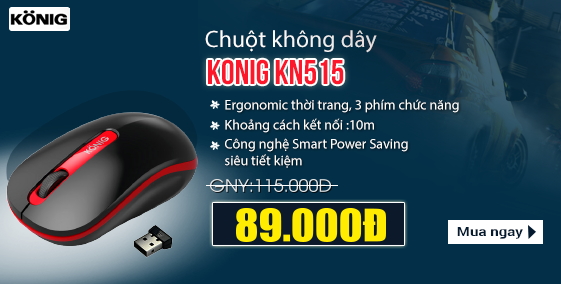 KÖNIG
Chuột không dây
KONIG KN515
Ergonomic thời trang, 3 phím chức năng
Khoảng cách kết nối :10m
Công nghệ Smart Power Saving
siêu tiết kiệm
GNY:115.000Đ
89.000Đ
Mua ngay
KÖNIG